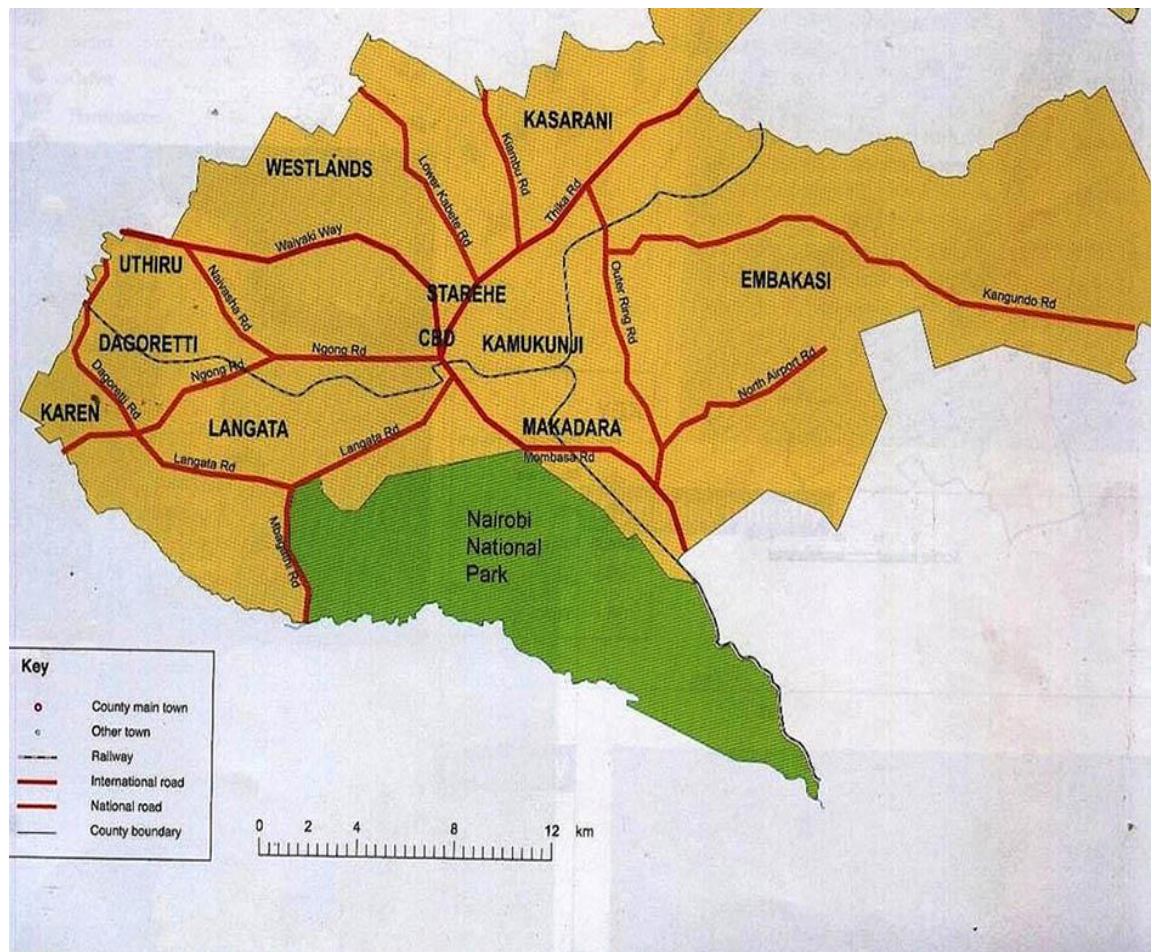 KASARANI
WESTLANDS
Kiambu Rd
Lower Kabete Rd
Thika Rd
Waiyaki Way
UTHIRU
Naivasha Rd
STAREHE
Outer Ring Rd
EMBAKASI
Kangundo Rd
CBD
KAMUKUNJI
DAGORETTI
Ngong Rd
Ngong Rd
North Airport Rd
Dagoretti Rd
KAREN
LANGATA
Langata Rd
MAKADARA
Mombasa Rd
Langata Rd
Nairobi
National
Park
Mbagathi Rd
Key
County main town
Other town
Railway
International road
National road
County boundary
0 2 4 8 12 km